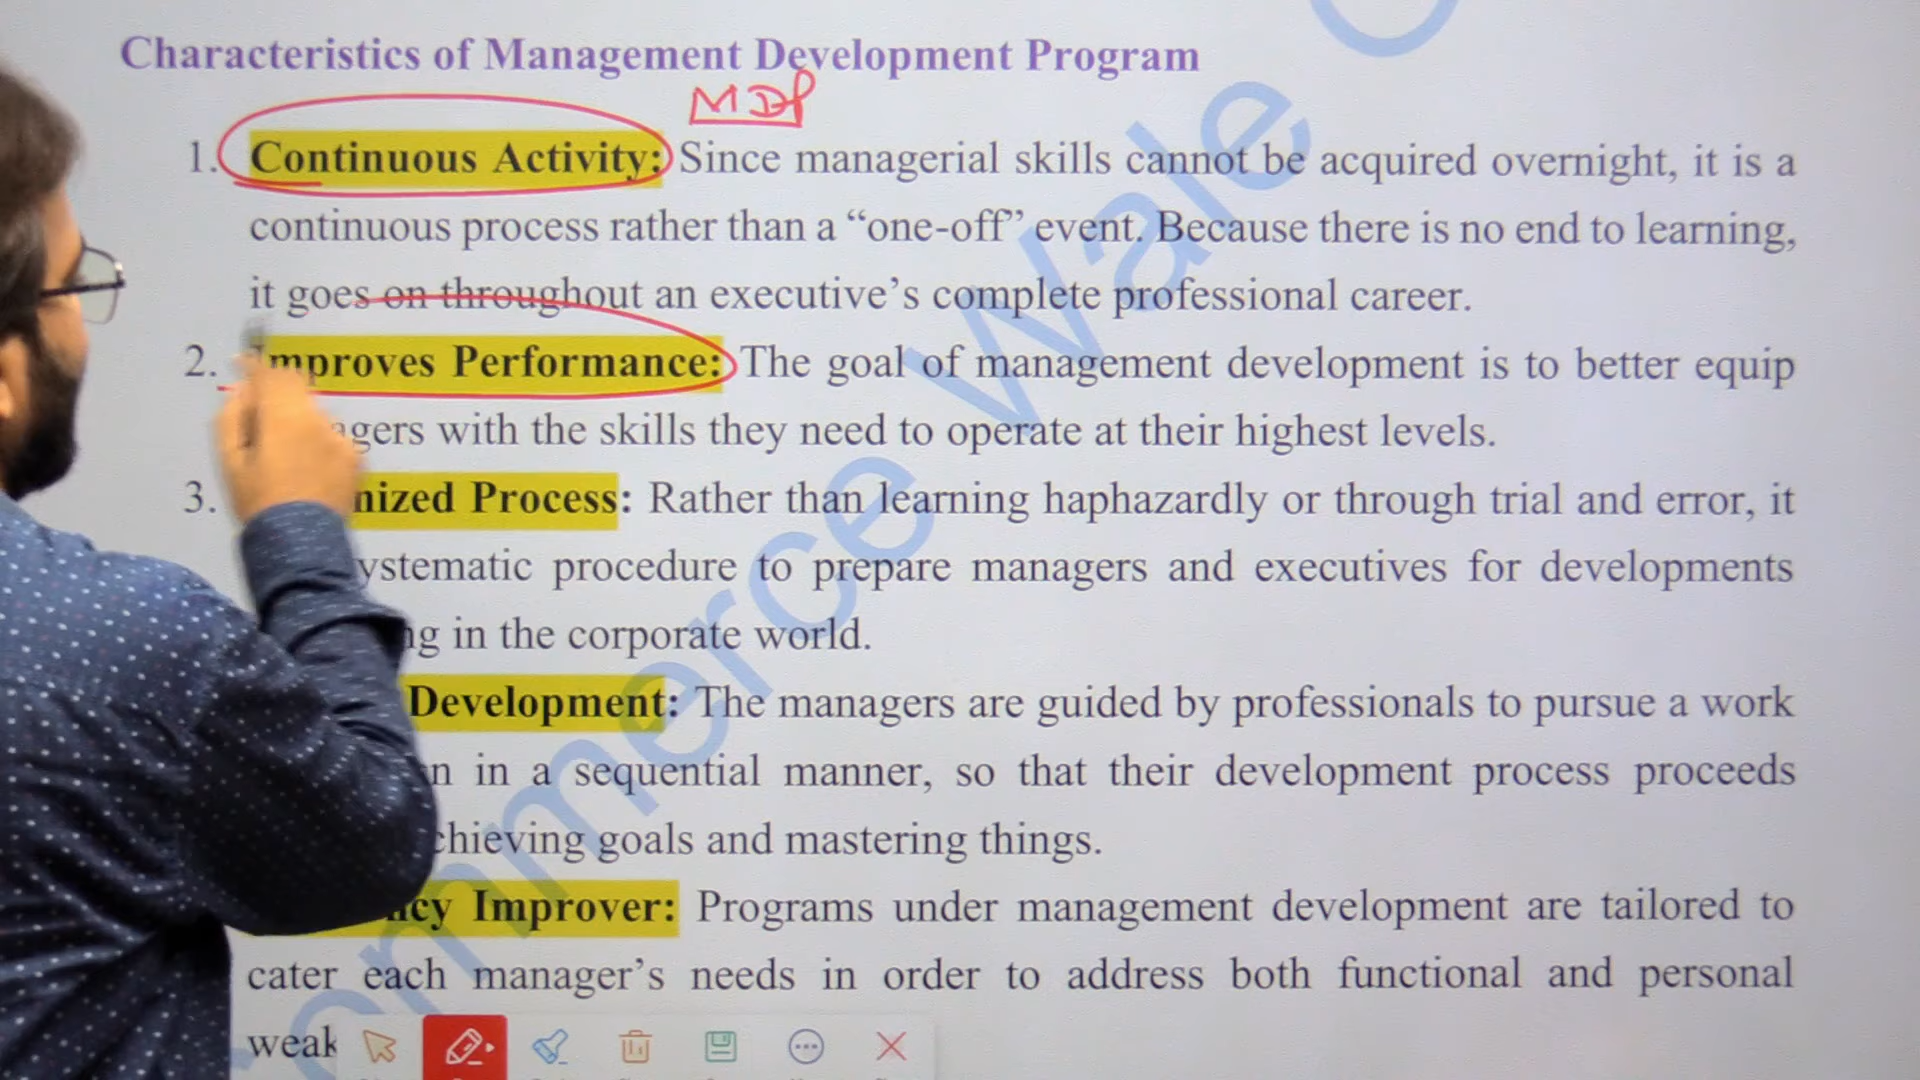 Characteristics of Management Development Program
MDP
1. Continuous Activity: Since managerial skills cannot be acquired overnight, it is a
continuous process rather than a “one-off” event. Because there is no end to learning,
it goes on throughout an executive’s complete professional career.
2. Improves Performance: The goal of management development is to better equip
agers with the skills they need to operate at their highest levels.
3. nized Process: Rather than learning haphazardly or through trial and error, it
ystematic procedure to prepare managers and executives for developments
ng in the corporate world.
Development: The managers are guided by professionals to pursue a work
n in a sequential manner, so that their development process proceeds
chieving goals and mastering things.
ncy Improver: Programs under management development are tailored to
cater each manager’s needs in order to address both functional and personal
weak
ommerce Wale